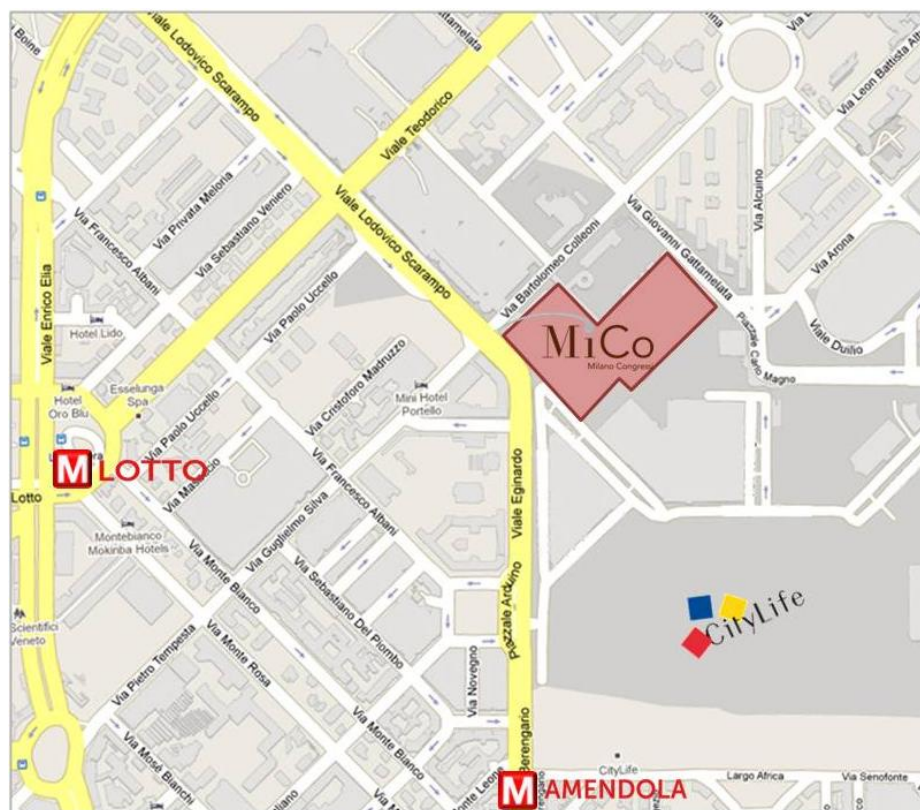 Viale Lodovico Scarampo
Gattamelata
Via Leon Battista Alb
Viale Teodorico
Via Privata Meloria
Via Francesco Albani
Via Sebastiano Veniero
Viale Lodovico Scarampo
Via Bartolomeo Colleoni
Via Giovanni Gattamelata
Via Alcuino
Via Arona
Viale Enrico Elia
Via Paolo Uccello
Hotel Lido
MiCo
Milano Congressi
Piazzale Carlo Magno
Viale Duilio
Via Cristoforo Madruzzo
Esselunga
Spa
Mini Hotel
Portello
Hotel
Oro Blu
Via Paolo Uccello
M LOTTO
Lotto
Via Francesco Albani
Via Guglielmo Silva
Viale Eginardo
Montebianco
Mokinba Hotels
Via Monte Bianco
Via Sebastiano Del Piombo
Piazzale Arduino
CityLife
Scientifici
Veneto
Via Pietro Tempesta
Via Monte Rosa
Via Novegno
Via Monte Bianco
Via Mosé Bianchi
Berengario
CityLife
M AMENDOLA
Largo Africa
Via Senofonte